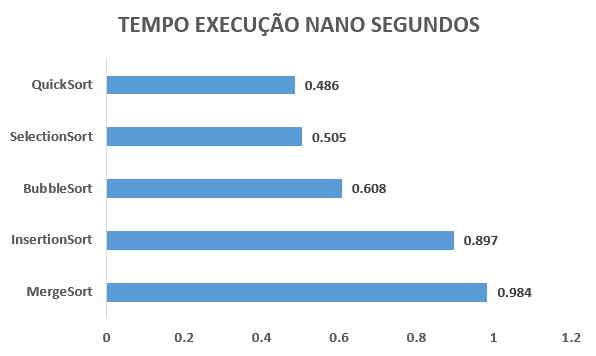 TEMPO EXECUÇÃO NANO SEGUNDOS
QuickSort 0.486
SelectionSort 0.505
BubbleSort 0.608
InsertionSort 0.897
MergeSort 0.984
0 0.2 0.4 0.6 0.8 1 1.2